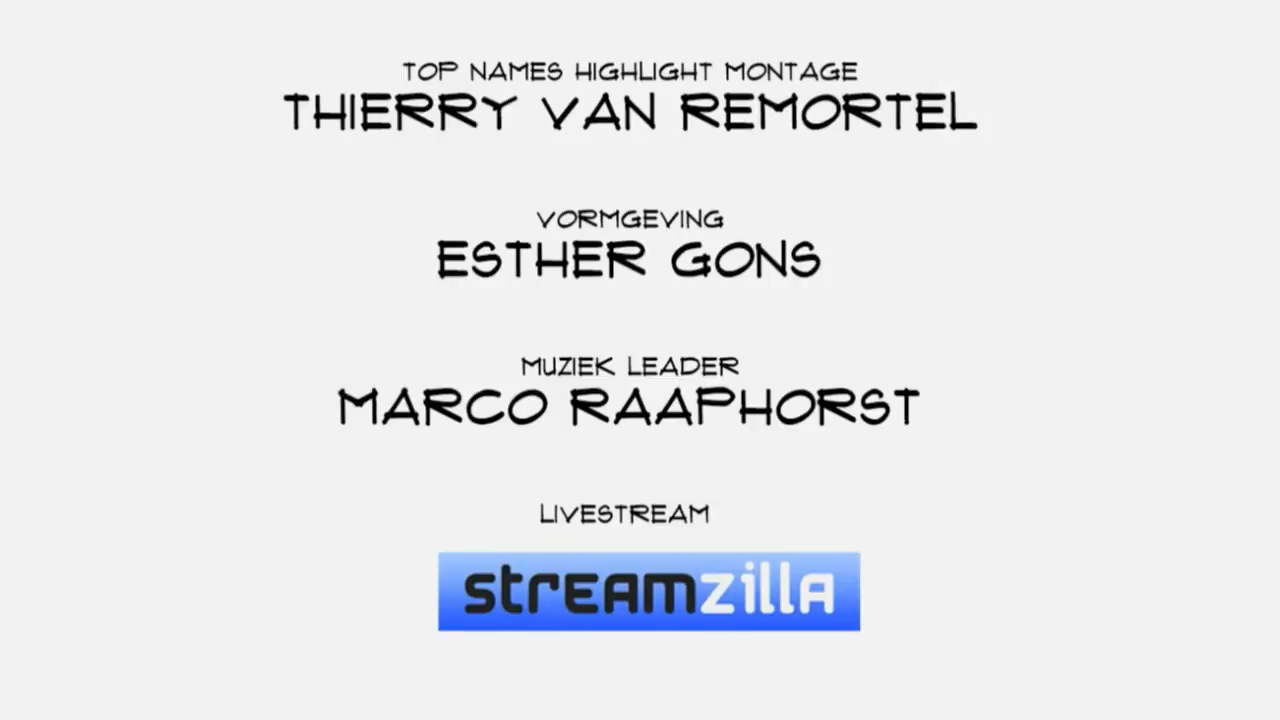 TOP NAMES HIGHLIGHT MONTAGE
THIERRY VAN REMORTEL
VORMGEVING
ESTHER GONS
MUZIEK LEADER
MARCO RAAPHORST
LIVESTREAM
streamzilla